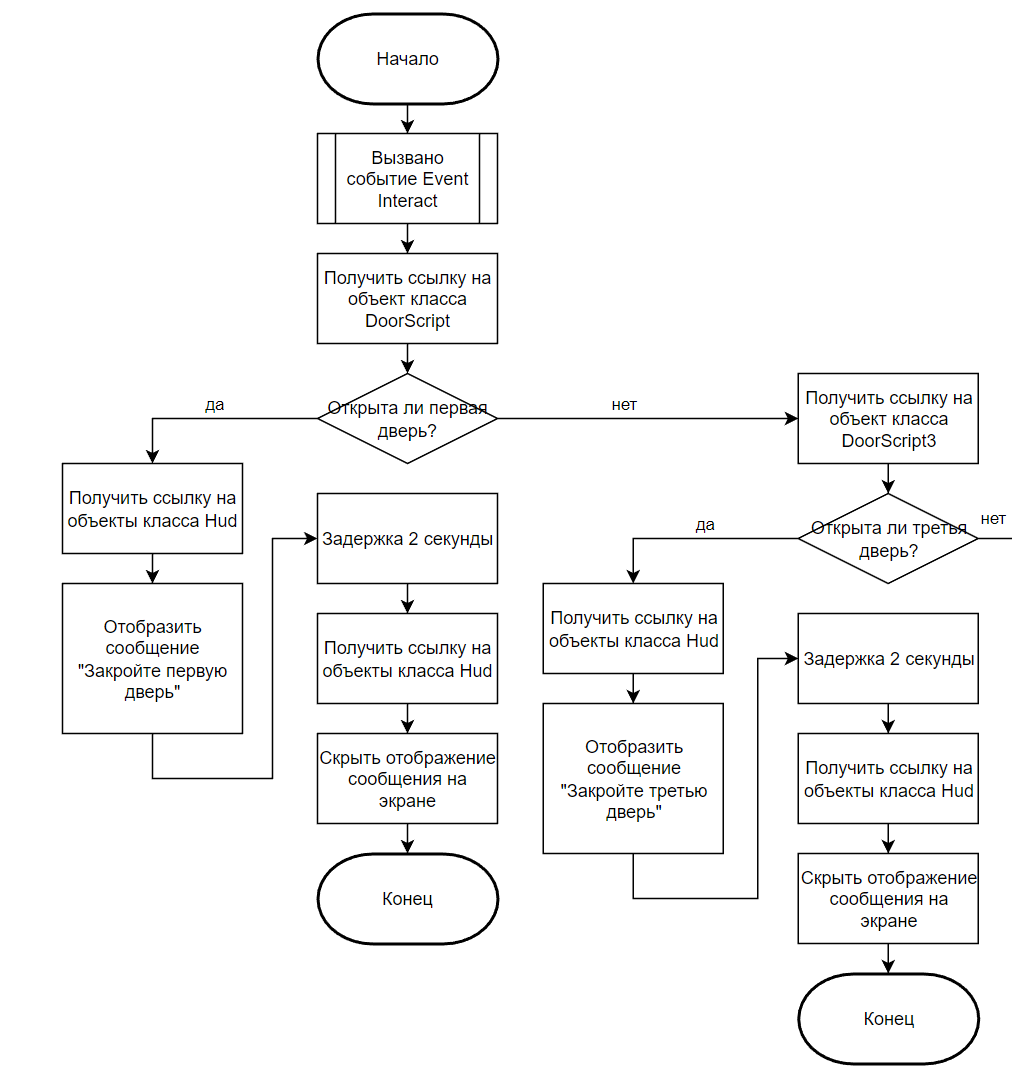 Начало
Вызвано
событие Event
Interact
Получить ссылку на
объект класса
DoorScript
Открыта ли первая
дверь?
да
нет
Получить ссылку на
объекты класса Hud
Отобразить
сообщение
"Закройте первую
дверь"
Задержка 2 секунды
Получить ссылку на
объекты класса Hud
Скрыть отображение
сообщения на
экране
Конец
Получить ссылку на
объект класса
DoorScript3
Открыта ли третья
дверь?
да
нет
Получить ссылку на
объекты класса Hud
Отобразить
сообщение
"Закройте третью
дверь"
Задержка 2 секунды
Получить ссылку на
объекты класса Hud
Скрыть отображение
сообщения на
экране
Конец